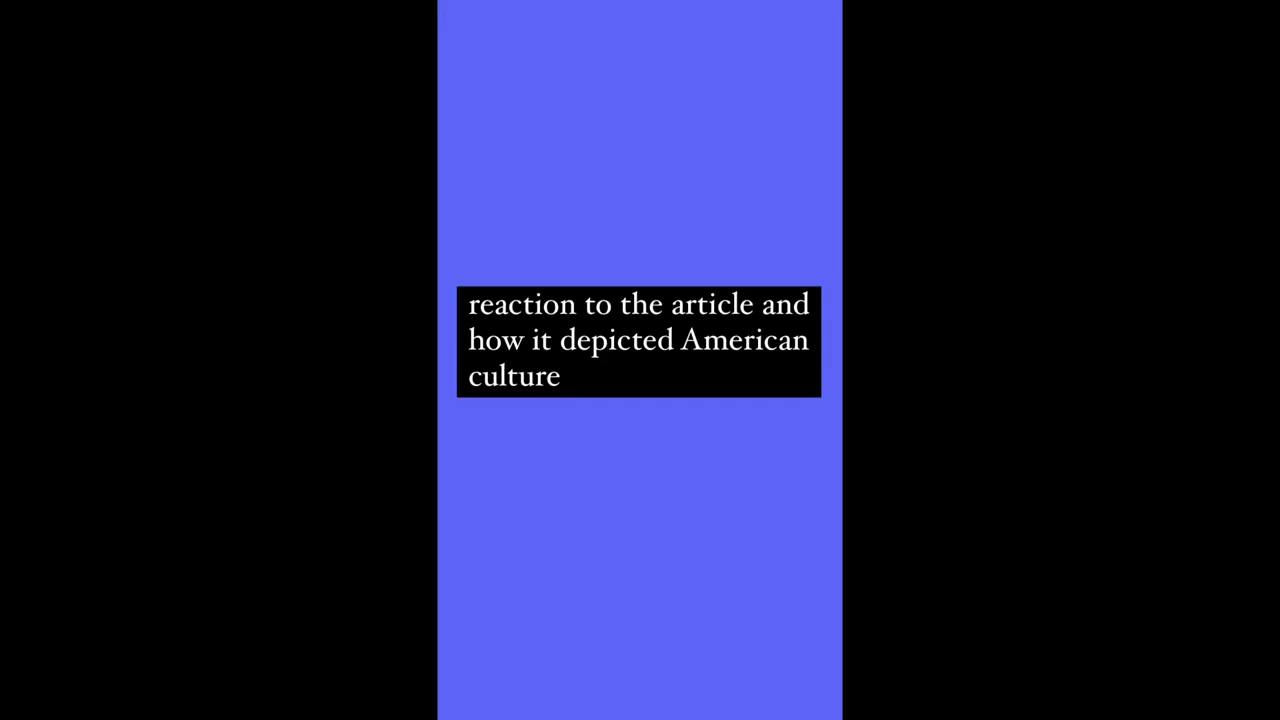 reaction to the article and
how it depicted American
culture